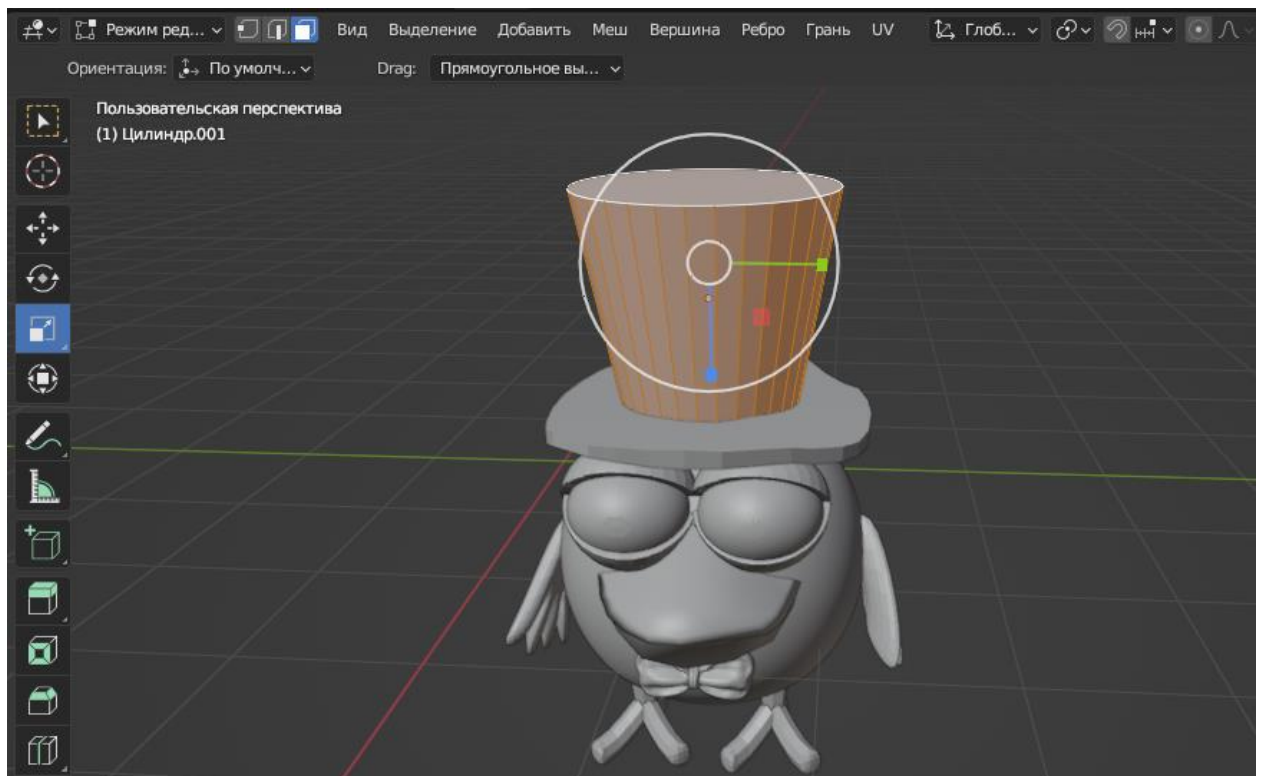 Режим ред... Вид Выделение Добавить Меш Вершина Ребро Грань UV Глоб...
Ориентация: По умолч... Drag: Прямоугольное вы...
Пользовательская перспектива
(1) Цилиндр.001